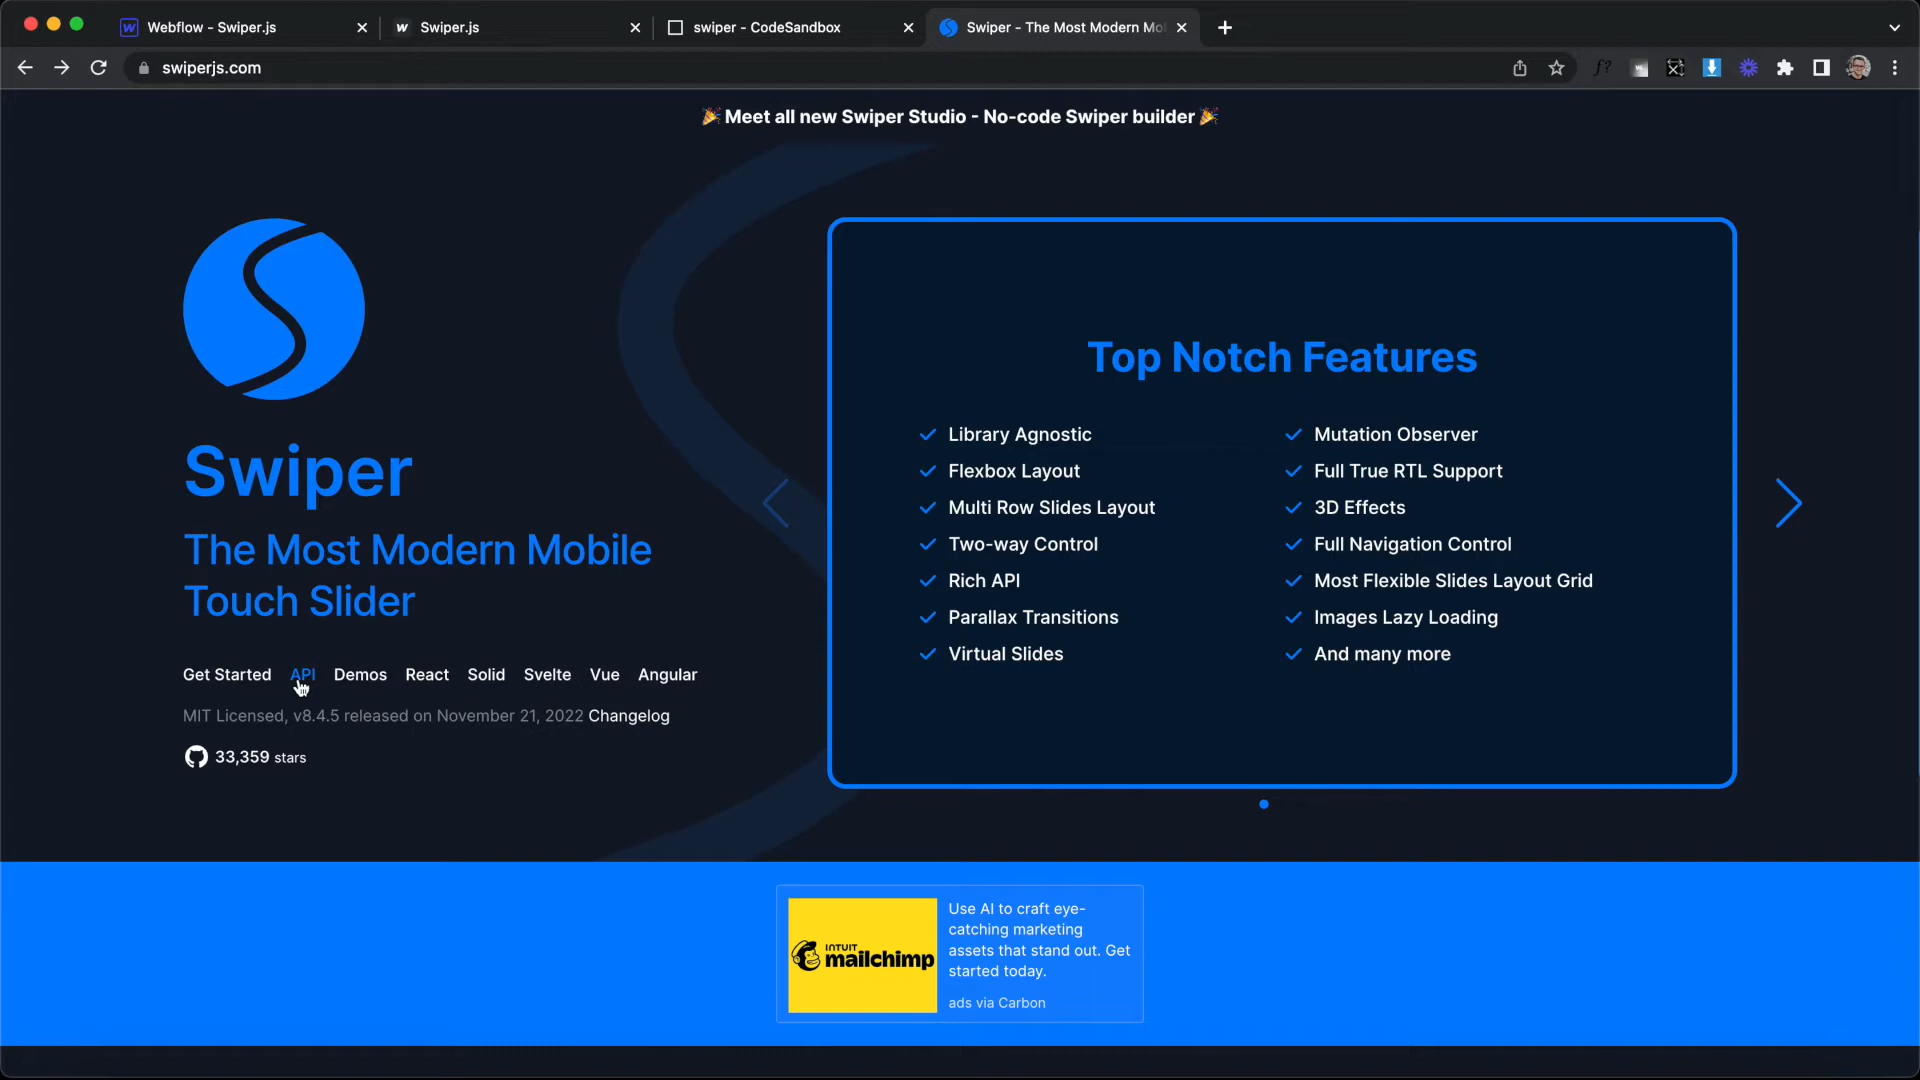 Webflow - Swiper.js
Swiper.js
swiper - CodeSandbox
Swiper - The Most Modern Mo
swiperjs.com
🎉 Meet all new Swiper Studio - No-code Swiper builder 🎉
Swiper
The Most Modern Mobile
Touch Slider
Get Started API Demos React Solid Svelte Vue Angular
MIT Licensed, v8.4.5 released on November 21, 2022 Changelog
33,359 stars
Top Notch Features
Library Agnostic
Flexbox Layout
Multi Row Slides Layout
Two-way Control
Rich API
Parallax Transitions
Virtual Slides
Mutation Observer
Full True RTL Support
3D Effects
Full Navigation Control
Most Flexible Slides Layout Grid
Images Lazy Loading
And many more
INTUIT
mailchimp
Use AI to craft eye-
catching marketing
assets that stand out. Get
started today.
ads via Carbon